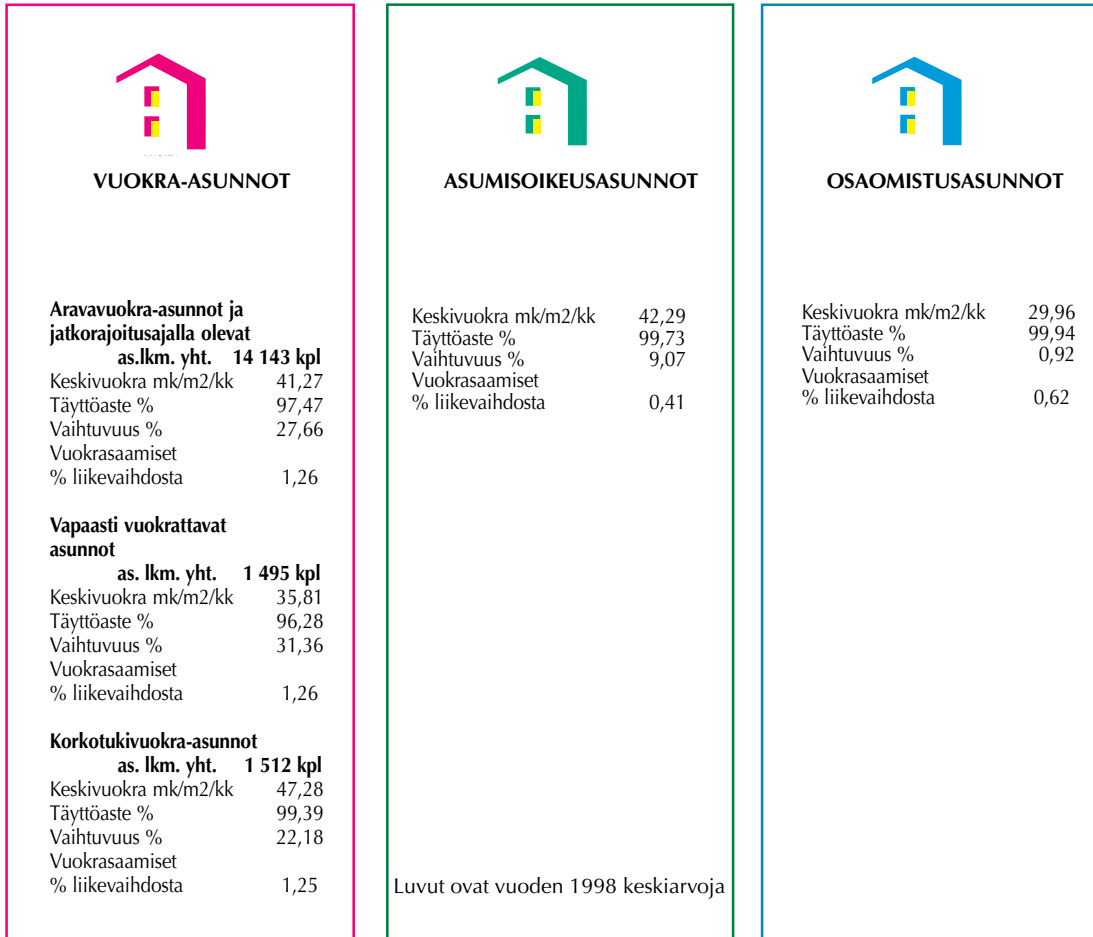 VUOKRA-ASUNNOT
Aravavuokra-asunnot ja
jatkorajoitusajalla olevat
as.lkm. yht. 14 143 kpl
Keskivuokra mk/m2/kk 41,27
Täyttöaste % 97,47
Vaihtuvuus % 27,66
Vuokrasaamiset
% liikevaihdosta 1,26
Vapaasti vuokrattavat
asunnot
as. lkm. yht. 1 495 kpl
Keskivuokra mk/m2/kk 35,81
Täyttöaste % 96,28
Vaihtuvuus % 31,36
Vuokrasaamiset
% liikevaihdosta 1,26
Korkotukivuokra-asunnot
as. lkm. yht. 1 512 kpl
Keskivuokra mk/m2/kk 47,28
Täyttöaste % 99,39
Vaihtuvuus % 22,18
Vuokrasaamiset
% liikevaihdosta 1,25
ASUMISOIKEUSASUNNOT
Keskivuokra mk/m2/kk 42,29
Täyttöaste % 99,73
Vaihtuvuus % 9,07
Vuokrasaamiset
% liikevaihdosta 0,41
Luvut ovat vuoden 1998 keskiarvoja
OSAOMISTUSASUNNOT
Keskivuokra mk/m2/kk 29,96
Täyttöaste % 99,94
Vaihtuvuus % 0,92
Vuokrasaamiset
% liikevaihdosta 0,62